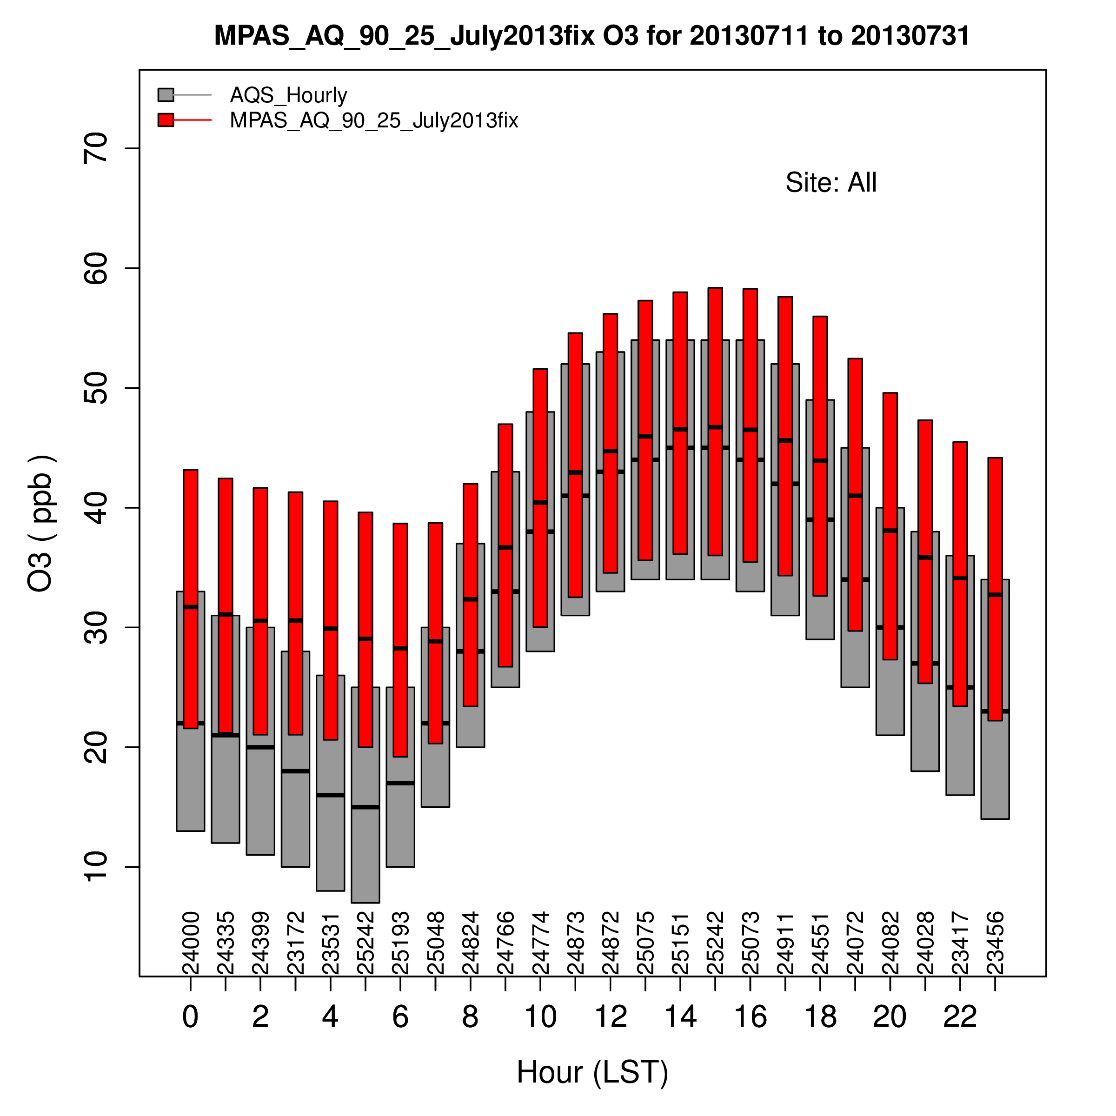 MPAS_AQ_90_25_July2013fix O3 for 20130711 to 20130731
AQS_Hourly
MPAS_AQ_90_25_July2013fix
Site: All
O3 ( ppb )
70
60
50
40
30
20
10
24000 24335 24399 23172 23531 25242 25193 25048 24824 24766 24774 24873 24872 25075 25151 25242 25073 24911 24551 24072 24082 24028 23417 23456
0 2 4 6 8 10 12 14 16 18 20 22
Hour (LST)